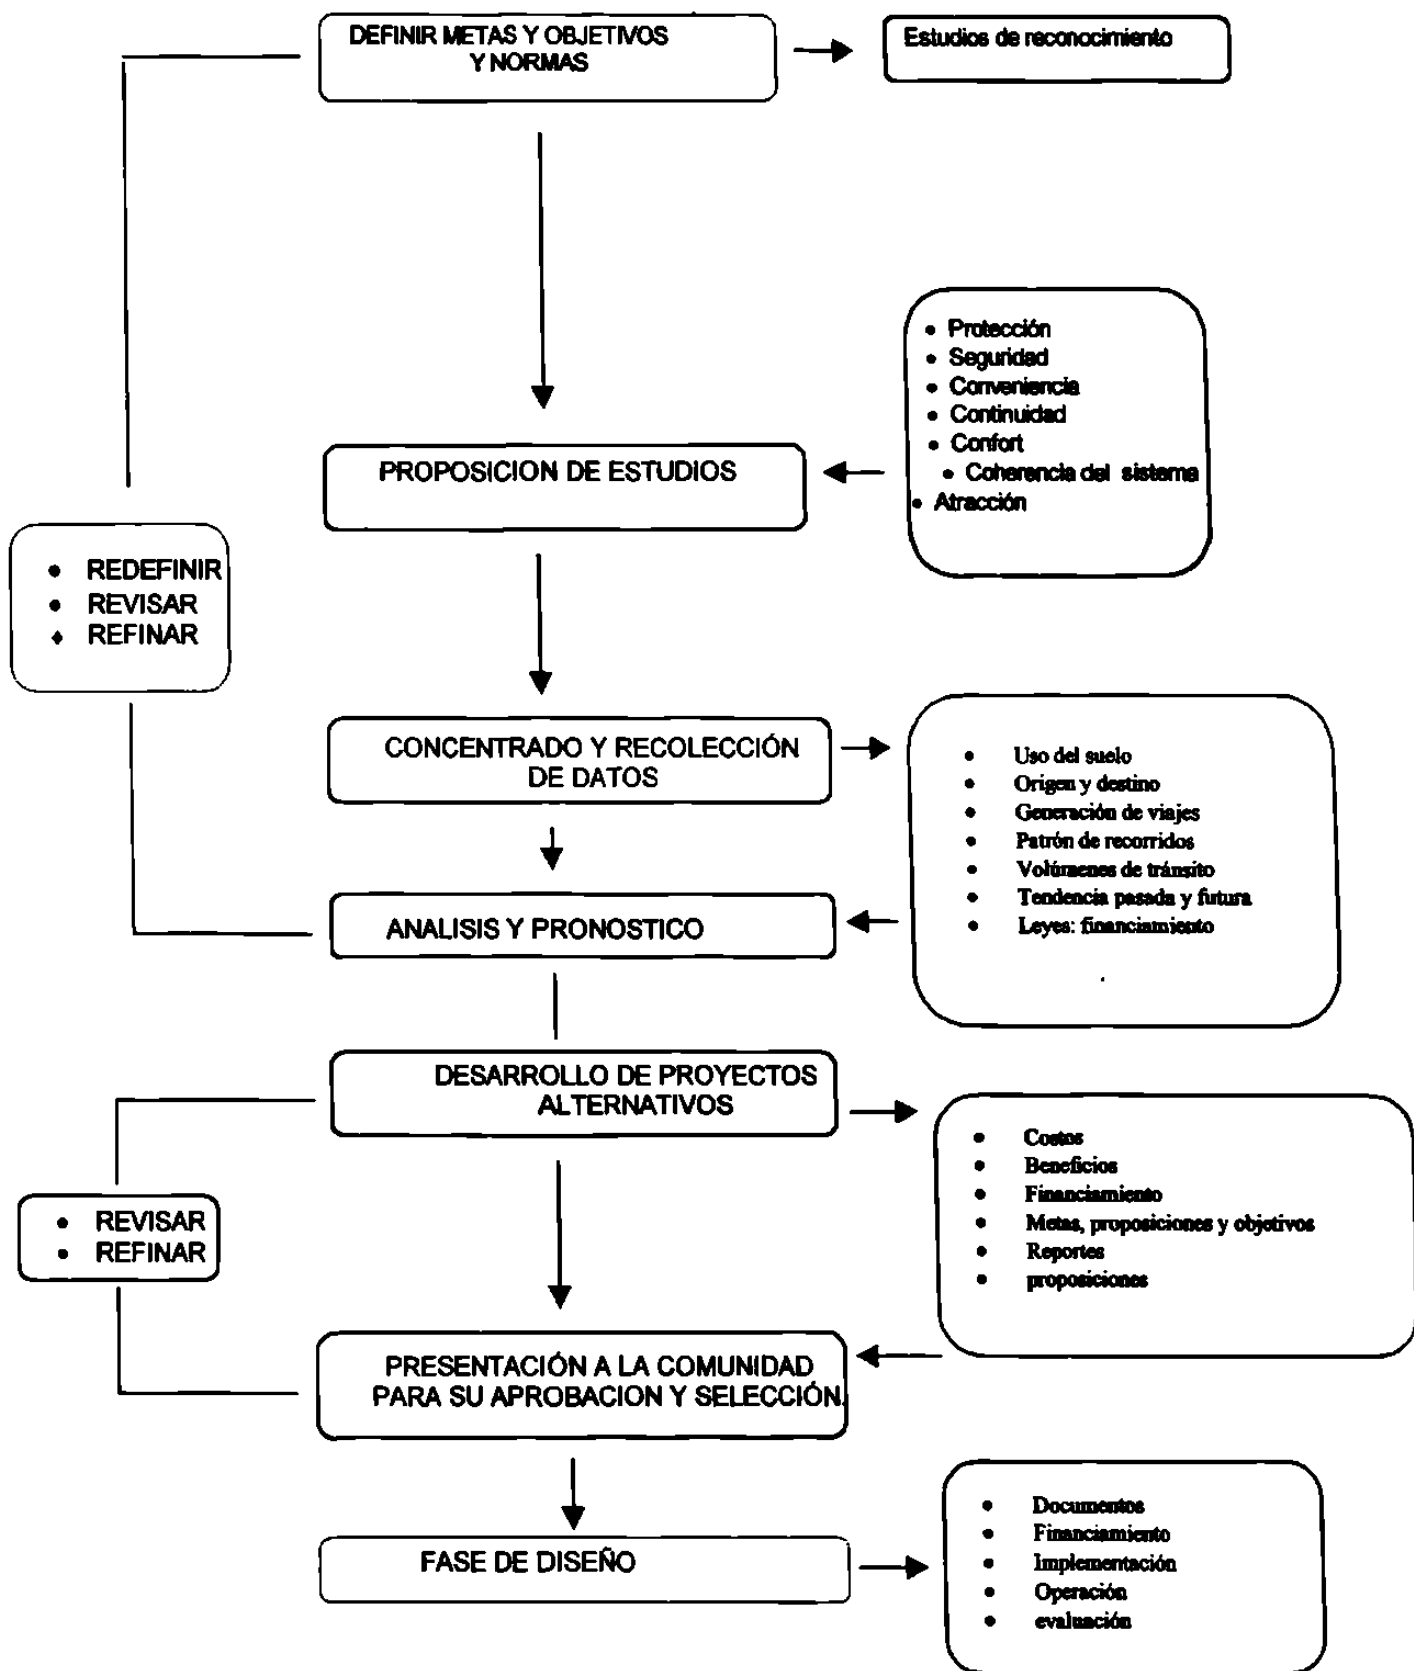 DEFINIR METAS Y OBJETIVOS
Y NORMAS
Estudios de reconocimiento
• Protección
• Seguridad
• Conveniencia
• Continuidad
• Confort
• Coherencia del sistema
• Atracción
PROPOSICION DE ESTUDIOS
• REDEFINIR
• REVISAR
♦ REFINAR
CONCENTRADO Y RECOLECCIÓN
DE DATOS
• Uso del suelo
• Origen y destino
• Generación de viajes
• Patrón de recorridos
• Volúmenes de tránsito
• Tendencia pasada y futura
• Leyes: financiamiento
ANALISIS Y PRONOSTICO
DESARROLLO DE PROYECTOS
ALTERNATIVOS
• Costos
• Beneficios
• Financiamiento
• Metas, proposiciones y objetivos
• Reportes
• proposiciones
• REVISAR
• REFINAR
PRESENTACIÓN A LA COMUNIDAD
PARA SU APROBACION Y SELECCIÓN.
FASE DE DISEÑO
• Documentos
• Financiamiento
• Implementación
• Operación
• evaluación